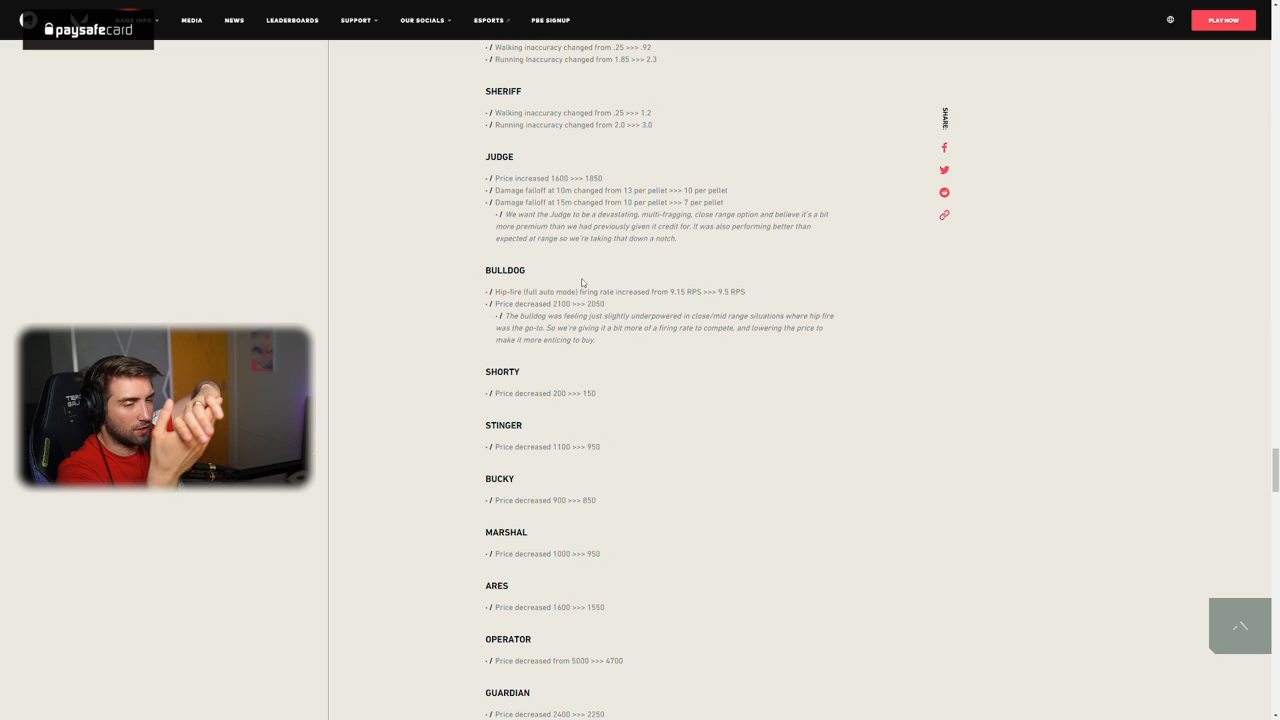 GAME INFO
MEDIA
NEWS
LEADERBOARDS
SUPPORT
OUR SOCIALS
ESPORTS
PBE SIGNUP
PLAY NOW
paysafecard
• / Walking inaccuracy changed from .25 >>> .92
• / Running Inaccuracy changed from 1.85 >>> 2.3
SHERIFF
• / Walking inaccuracy changed from .25 >>> 1.2
• / Running inaccuracy changed from 2.0 >>> 3.0
SHARE:
JUDGE
• / Price increased 1600 >>> 1850
• / Damage falloff at 10m changed from 13 per pellet >>> 10 per pellet
• / Damage falloff at 15m changed from 10 per pellet >>> 7 per pellet
• / We want the Judge to be a devastating, multi-fragging, close range option and believe it's a bit
more premium than we had previously given it credit for. It was also performing better than
expected at range so we're taking that down a notch.
BULLDOG
• / Hip-fire (full auto mode) firing rate increased from 9.15 RPS >>> 9.5 RPS
• / Price decreased 2100 >>> 2050
• / The bulldog was feeling just slightly underpowered in close/mid range situations where hip fire
was the go-to. So we're giving it a bit more of a firing rate to compete, and lowering the price to
make it more enticing to buy.
SHORTY
• / Price decreased 200 >>> 150
STINGER
• / Price decreased 1100 >>> 950
BUCKY
• / Price decreased 900 >>> 850
MARSHAL
• / Price decreased 1000 >>> 950
ARES
• / Price decreased 1600 >>> 1550
OPERATOR
• / Price decreased from 5000 >>> 4700
GUARDIAN
• / Price decreased 2400 >>> 2250